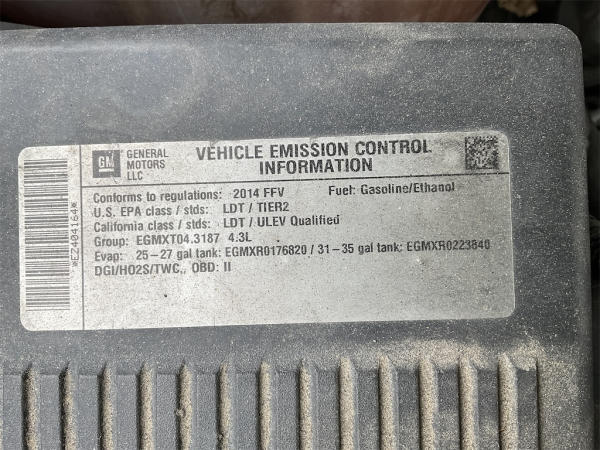 GM
GENERAL
MOTORS
LLC
VEHICLE EMISSION CONTROL
INFORMATION
Conforms to regulations: 2014 FFV Fuel: Gasoline/Ethanol
U.S. EPA class / stds: LDT / TIER2
California class / stds: LDT / ULEV Qualified
Group: EGMXT04.3187 4.3L
Evap: 25-27 gal tank: EGMXR0176820 / 31-35 gal tank: EGMXR0223840
DGI/HO2S/TWC., OBD: II
*EZ404164*